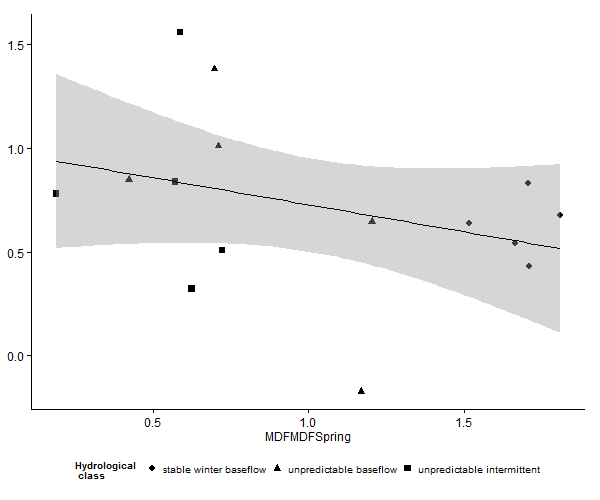 1.5
1.0
0.5
0.0
0.5
1.0
1.5
MDFMDFSpring
Hydrological
class
stable winter baseflow
unpredictable baseflow
unpredictable intermittent